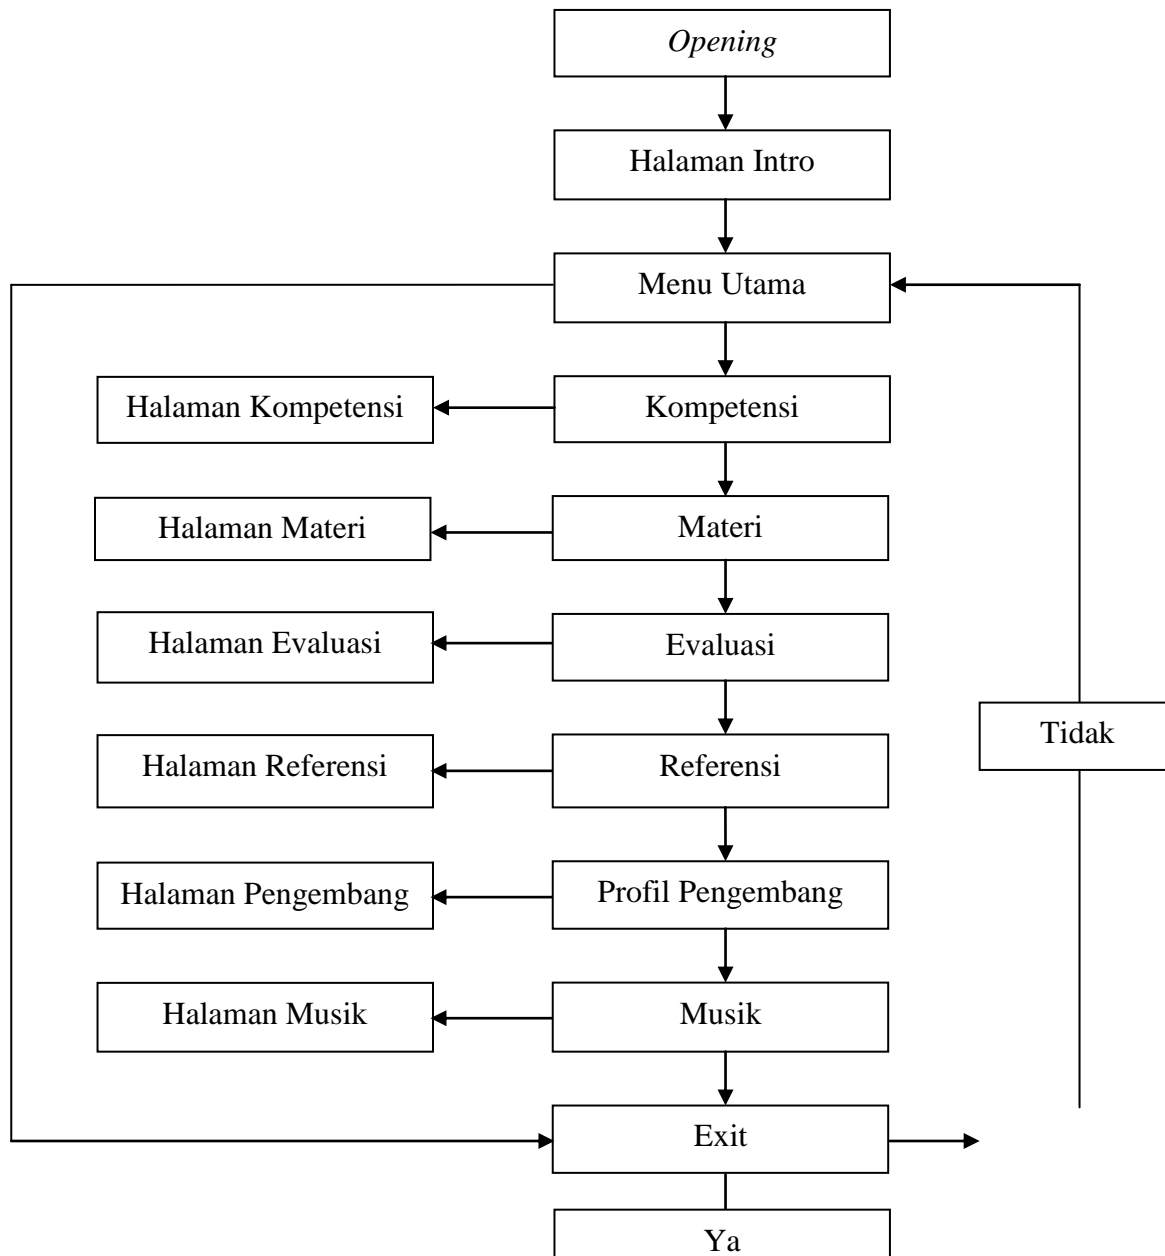 Opening
Halaman Intro
Menu Utama
Halaman Kompetensi
Kompetensi
Halaman Materi
Materi
Halaman Evaluasi
Evaluasi
Tidak
Halaman Referensi
Referensi
Halaman Pengembang
Profil Pengembang
Halaman Musik
Musik
Exit
Ya